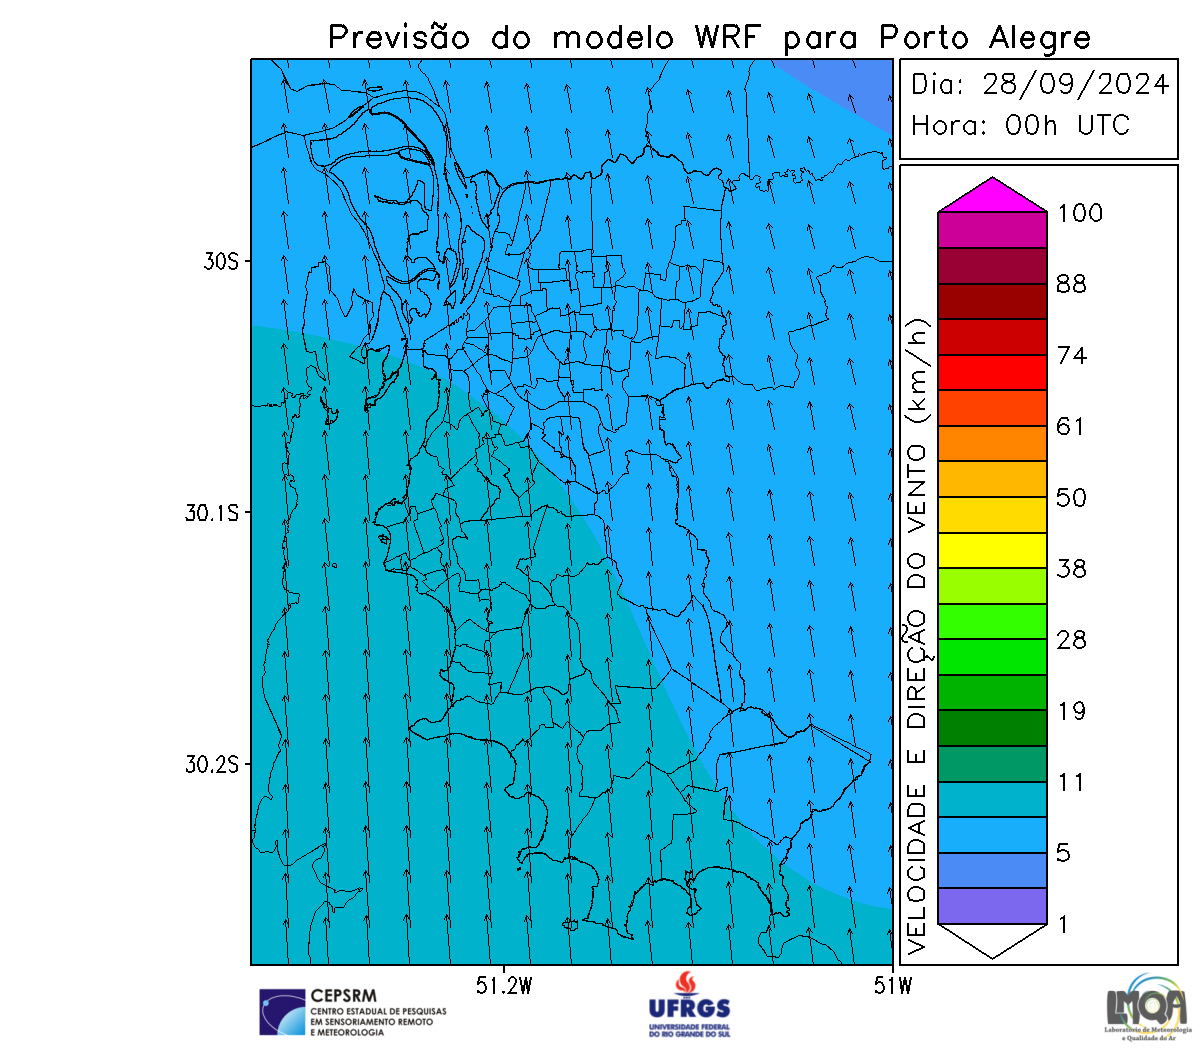 Previsão do modelo WRF para Porto Alegre
Dia: 28/09/2024
Hora: 00h UTC
30S
30.1S
30.2S
51.2W
51W
VELOCIDADE E DIREÇÃO DO VENTO (km/h)
100
88
74
61
50
38
28
19
11
5
1
CEPSRM
CENTRO ESTADUAL DE PESQUISAS
EM SENSORIAMENTO REMOTO
E METEOROLOGIA
UFRGS
UNIVERSIDADE FEDERAL
DO RIO GRANDE DO SUL
LMQA
Laboratório de Meteorologia
e Qualidade do Ar